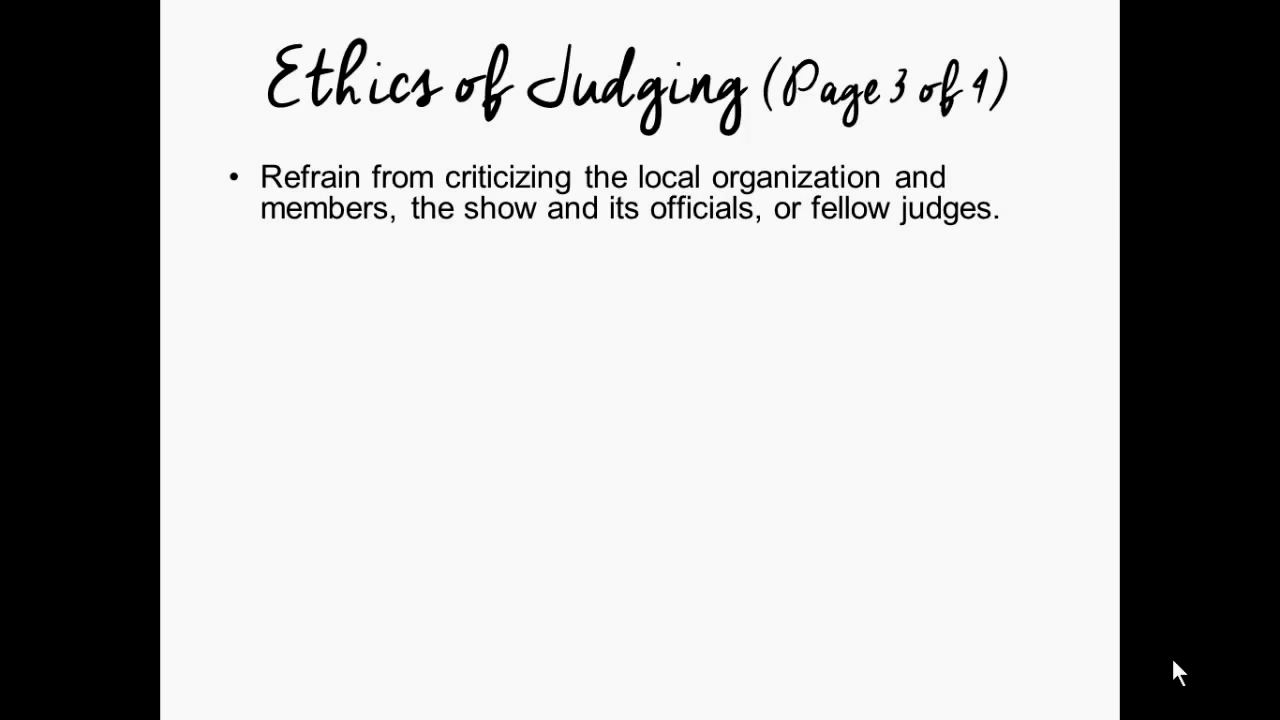 Ethics of Judging (Page 3 of 4)
• Refrain from criticizing the local organization and
members, the show and its officials, or fellow judges.